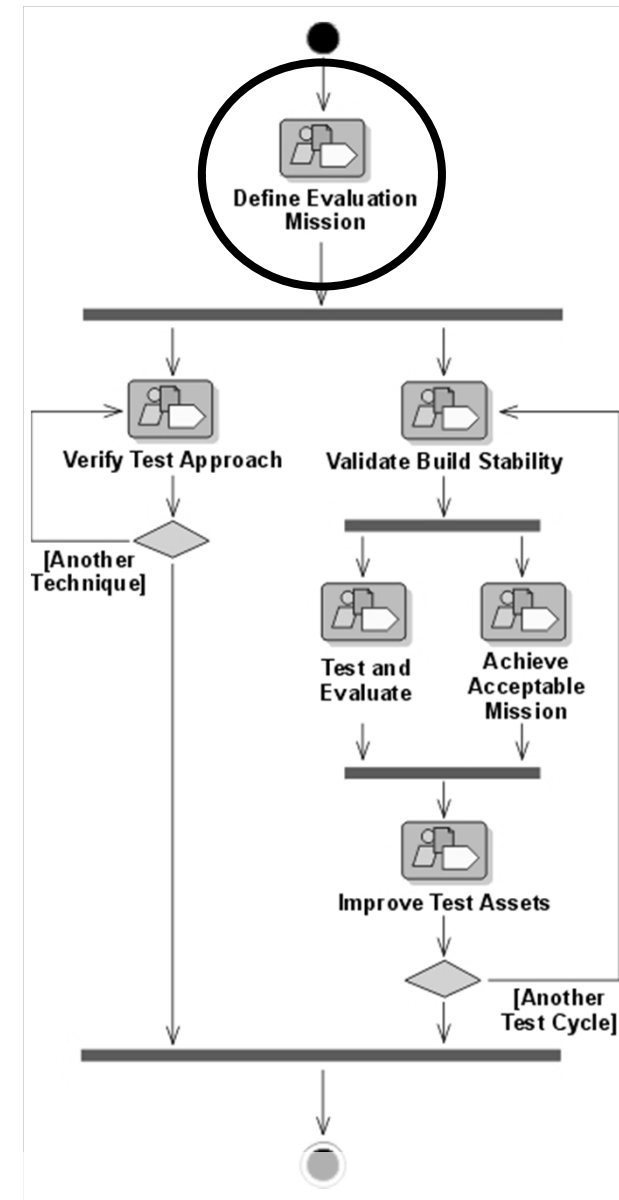 Define Evaluation
Mission
Verify Test Approach
Validate Build Stability
[Another
Technique]
Test and
Evaluate
Achieve
Acceptable
Mission
Improve Test Assets
[Another
Test Cycle]